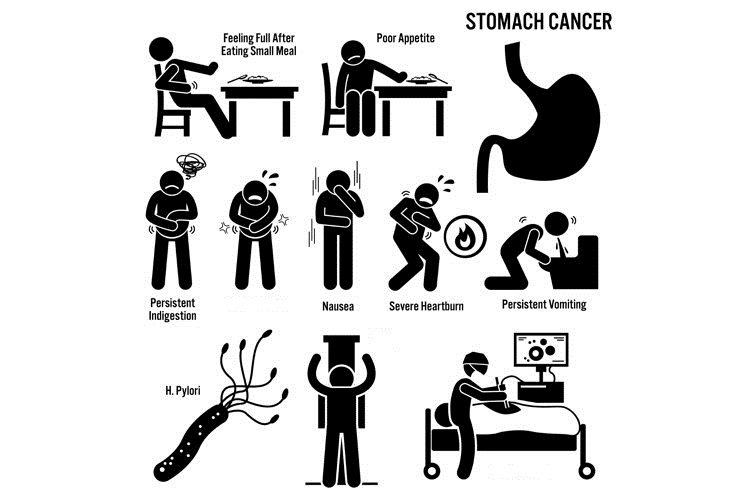 STOMACH CANCER
Feeling Full After
Eating Small Meal
Poor Appetite
Persistent
Indigestion
Nausea
Severe Heartburn
Persistent Vomiting
H. Pylori